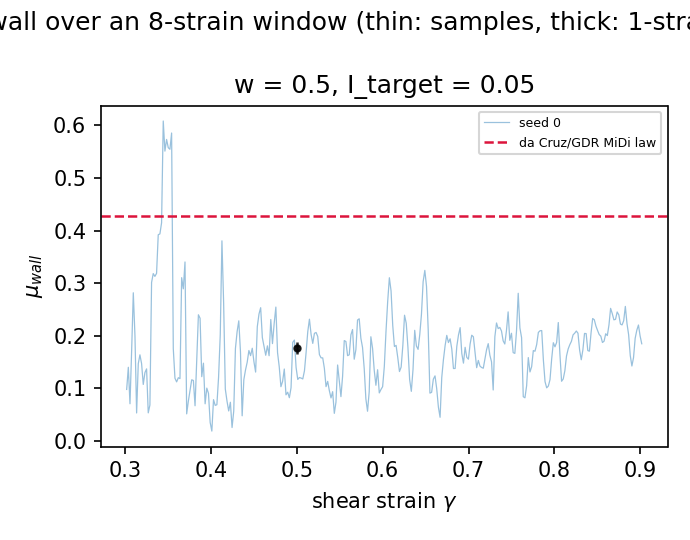 wall over an 8-strain window (thin: samples, thick: 1-stra
w = 0.5, I_target = 0.05
seed 0
da Cruz/GDR MiDi law
μ_wall
0.6
0.5
0.4
0.3
0.2
0.1
0.0
0.3 0.4 0.5 0.6 0.7 0.8 0.9
shear strain γ